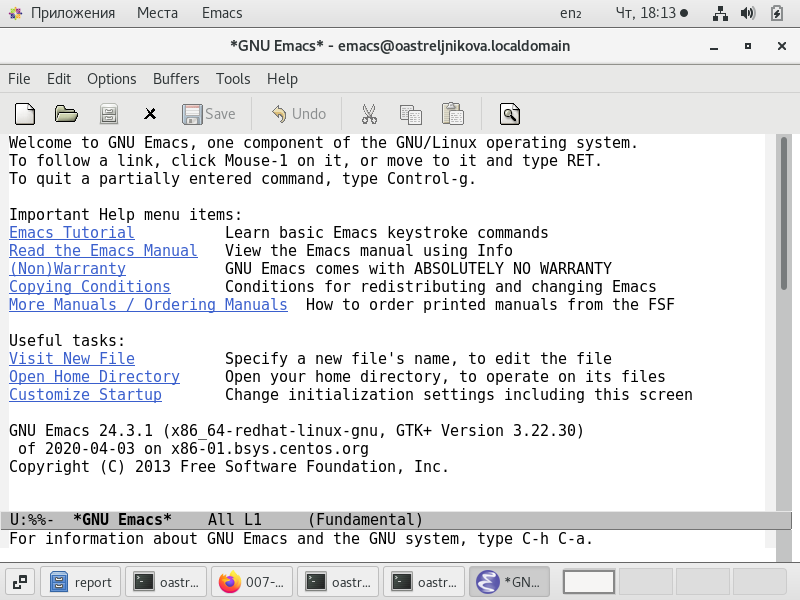 Приложения Места Emacs en₂ Чт, 18:13
*GNU Emacs* - emacs@oastreljnikova.localdomain
File Edit Options Buffers Tools Help
Save Undo
Welcome to GNU Emacs, one component of the GNU/Linux operating system.
To follow a link, click Mouse-1 on it, or move to it and type RET.
To quit a partially entered command, type Control-g.
Important Help menu items:
Emacs Tutorial Learn basic Emacs keystroke commands
Read the Emacs Manual View the Emacs manual using Info
(Non)Warranty GNU Emacs comes with ABSOLUTELY NO WARRANTY
Copying Conditions Conditions for redistributing and changing Emacs
More Manuals / Ordering Manuals How to order printed manuals from the FSF
Useful tasks:
Visit New File Specify a new file's name, to edit the file
Open Home Directory Open your home directory, to operate on its files
Customize Startup Change initialization settings including this screen
GNU Emacs 24.3.1 (x86_64-redhat-linux-gnu, GTK+ Version 3.22.30)
of 2020-04-03 on x86-01.bsys.centos.org
Copyright (C) 2013 Free Software Foundation, Inc.
U:%%- *GNU Emacs* All L1 (Fundamental)
For information about GNU Emacs and the GNU system, type C-h C-a.
report oastr... 007-... oastr... oastr... *GN...